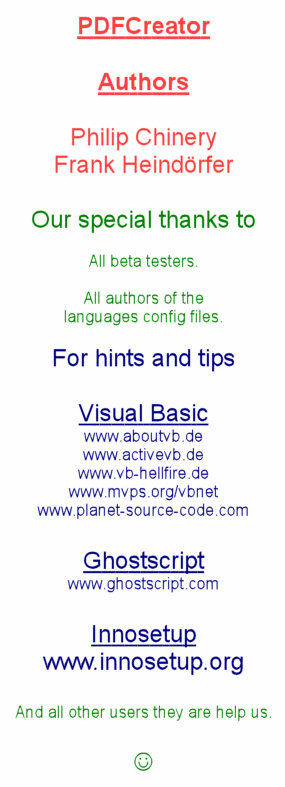 PDFCreator
Authors
Philip Chinery
Frank Heindörfer
Our special thanks to
All beta testers.
All authors of the
languages config files.
For hints and tips
Visual Basic
www.aboutvb.de
www.activevb.de
www.vb-hellfire.de
www.mvps.org/vbnet
www.planet-source-code.com
Ghostscript
www.ghostscript.com
Innosetup
www.innosetup.org
And all other users they are help us.
☺